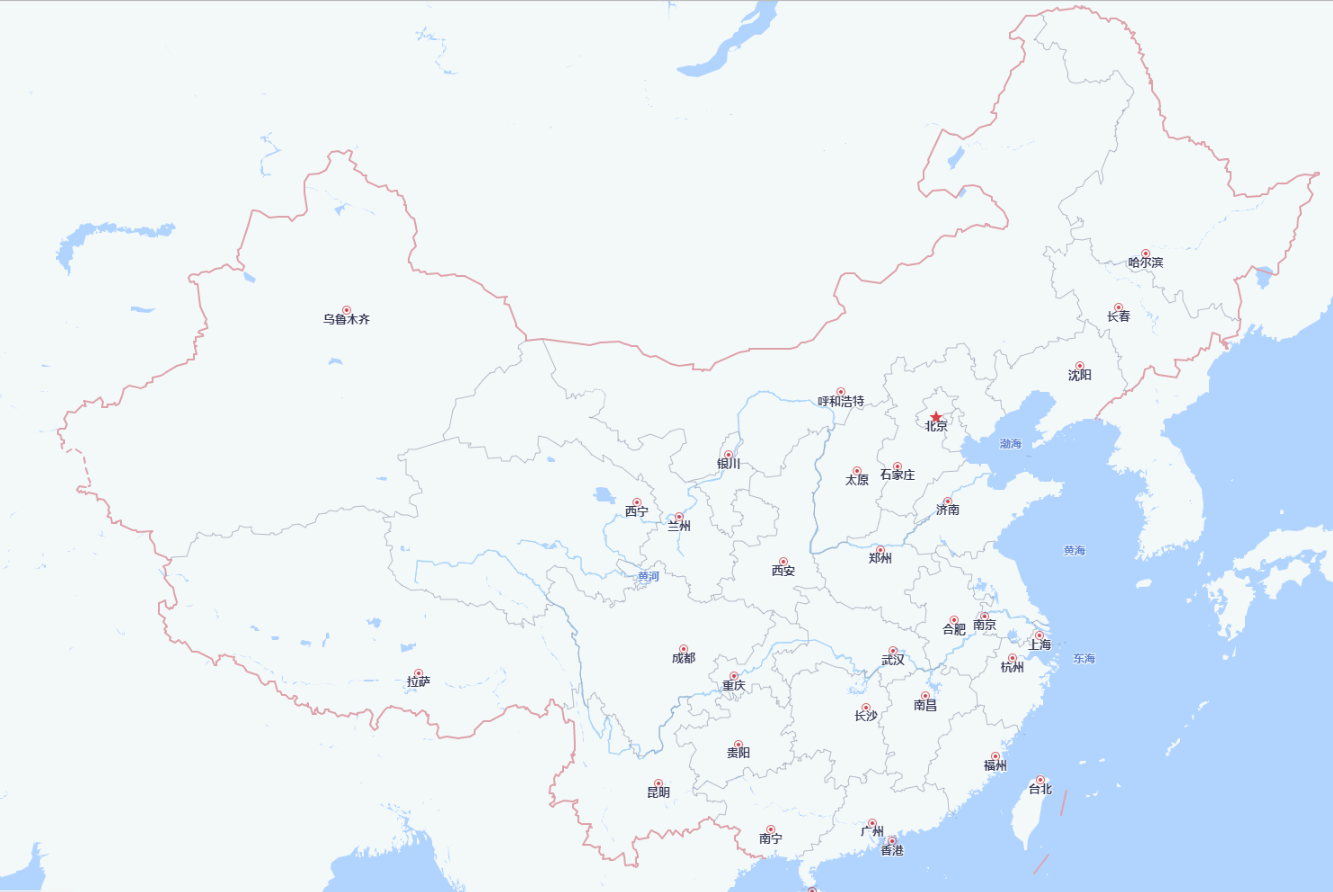 哈尔滨
长春
乌鲁木齐
沈阳
呼和浩特
北京
渤海
银川
太原
石家庄
西宁
济南
兰州
黄海
郑州
西安
黄河
合肥
南京
上海
成都
武汉
东海
杭州
拉萨
重庆
南昌
长沙
贵阳
福州
昆明
台北
广州
南宁
香港